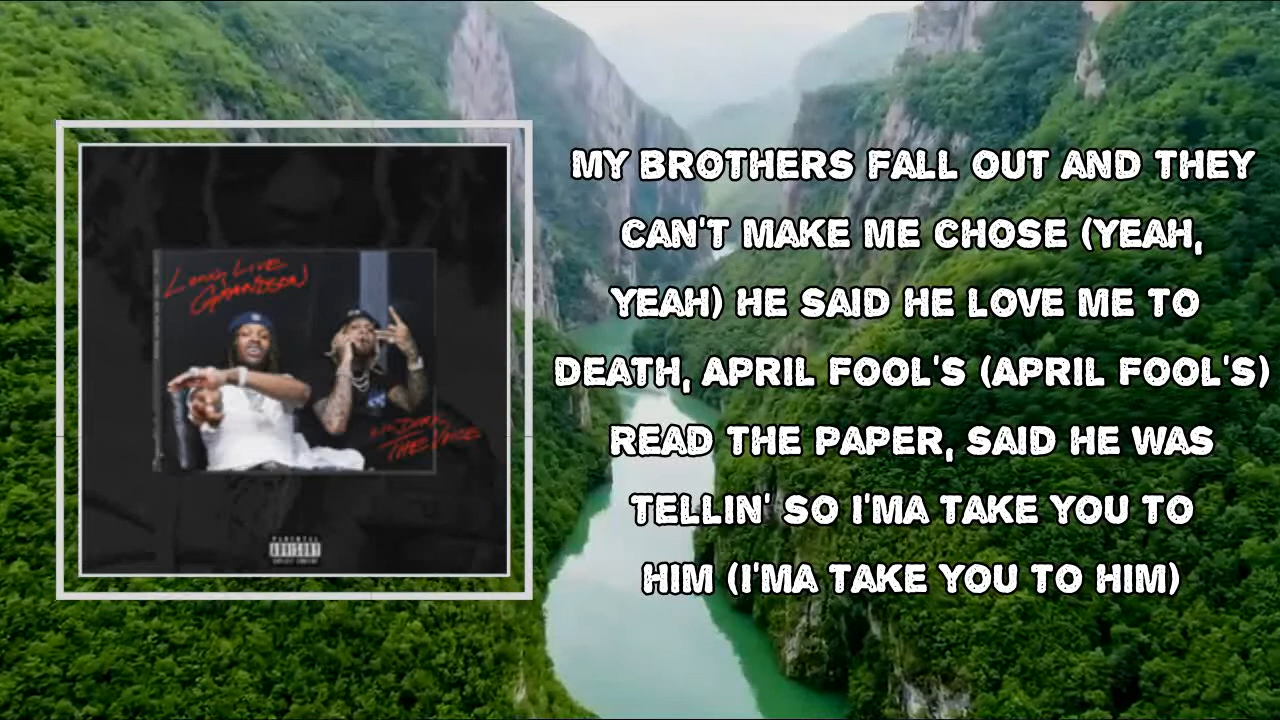 LONG LIVE
GRANDSON
LIL DURK
THE VOICE
PARENTAL
ADVISORY
EXPLICIT CONTENT
MY BROTHERS FALL OUT AND THEY
CAN'T MAKE ME CHOSE (YEAH,
YEAH) HE SAID HE LOVE ME TO
DEATH, APRIL FOOL'S (APRIL FOOL'S)
READ THE PAPER, SAID HE WAS
TELLIN' SO I'MA TAKE YOU TO
HIM (I'MA TAKE YOU TO HIM)